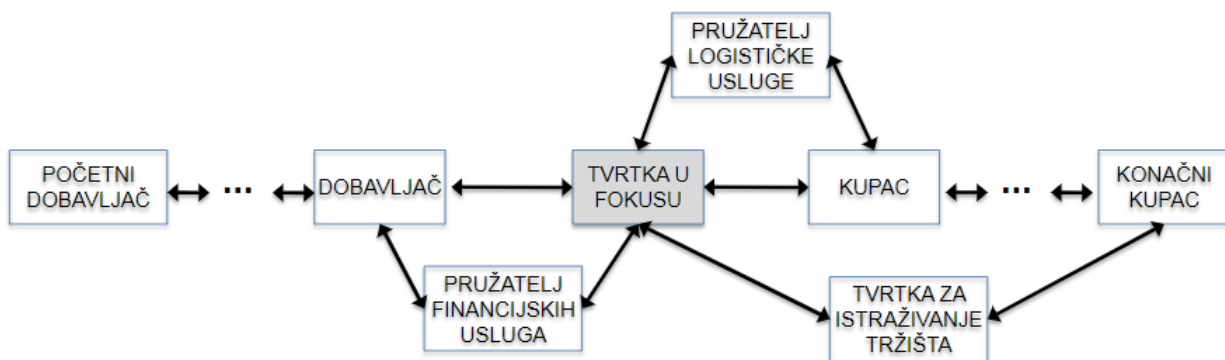 PRUŽATELJ
LOGISTIČKE
USLUGE
POČETNI
DOBAVLJAČ
...
DOBAVLJAČ
TVRTKA U
FOKUSU
KUPAC
...
KONAČNI
KUPAC
PRUŽATELJ
FINANCIJSKIH
USLUGA
TVRTKA ZA
ISTRAŽIVANJE
TRŽIŠTA